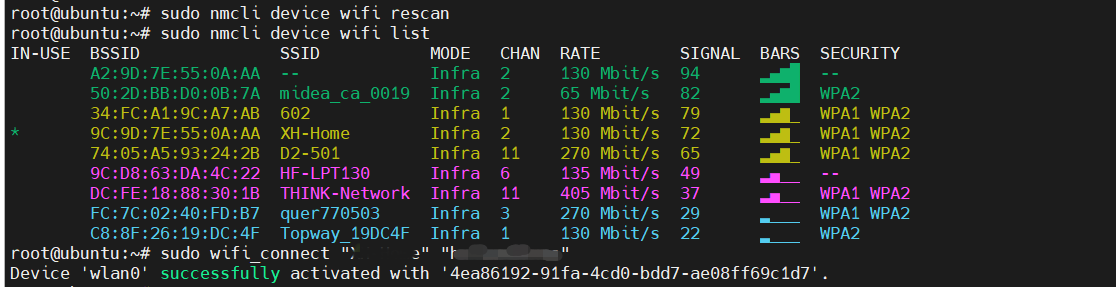 root@ubuntu:~# sudo nmcli device wifi rescan
root@ubuntu:~# sudo nmcli device wifi list
IN-USE  BSSID              SSID           MODE   CHAN  RATE        SIGNAL  BARS  SECURITY
        A2:9D:7E:55:0A:AA  --             Infra  2     130 Mbit/s  94      ▂▄▆█  --
        50:2D:BB:D0:0B:7A  midea_ca_0019  Infra  2     65 Mbit/s   82      ▂▄▆█  WPA2
        34:FC:A1:9C:A7:AB  602            Infra  1     130 Mbit/s  79      ▂▄▆_  WPA1 WPA2
*       9C:9D:7E:55:0A:AA  XH-Home        Infra  2     130 Mbit/s  72      ▂▄▆_  WPA1 WPA2
        74:05:A5:93:24:2B  D2-501         Infra  11    270 Mbit/s  65      ▂▄▆_  WPA1 WPA2
        9C:D8:63:DA:4C:22  HF-LPT130      Infra  6     135 Mbit/s  49      ▂▄__  --
        DC:FE:18:88:30:1B  THINK-Network  Infra  11    405 Mbit/s  37      ▂▄__  WPA1 WPA2
        FC:7C:02:40:FD:B7  quer770503     Infra  3     270 Mbit/s  29      ▂___  WPA1 WPA2
        C8:8F:26:19:DC:4F  Topway_19DC4F  Infra  1     130 Mbit/s  22      ▂___  WPA2
root@ubuntu:~# sudo wifi_connect
Device 'wlan0' successfully activated with '4ea86192-91fa-4cd0-bdd7-ae08ff69c1d7'.